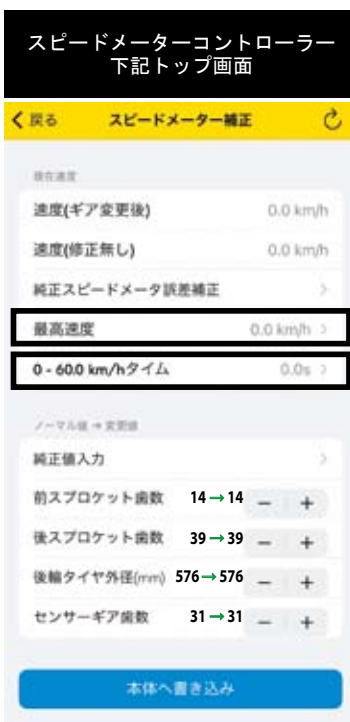 スピードメーターコントローラー
下記トップ画面
戻る スピードメーター補正
現在速度
速度(ギア変更後) 0.0 km/h
速度(修正無し) 0.0 km/h
純正スピードメータ誤差補正
最高速度 0.0 km/h
0 - 60.0 km/hタイム 0.0s
ノーマル値 → 変更値
純正値入力
前スプロケット歯数 14→14 − +
後スプロケット歯数 39→39 − +
後輪タイヤ外径(mm) 576→576 − +
センサーギア歯数 31→31 − +
本体へ書き込み